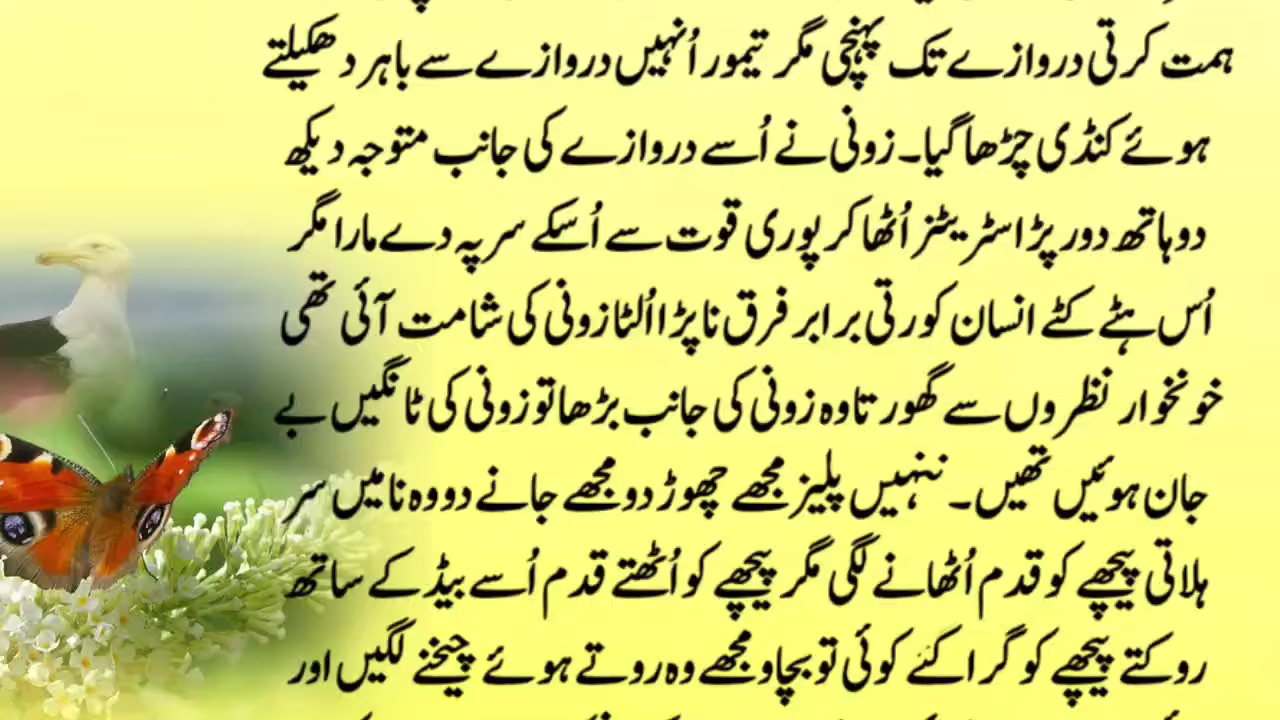 ہمت کرتی دروازے تک پہنچی مگر تیمور اُنہیں دروازے سے باہر دھکیلتے
ہوئے کنڈی چڑھا گیا۔ زونی نے اُسے دروازے کی جانب متوجہ دیکھ
دو ہاتھ دور پڑا اسٹریٹنر اُٹھا کر پوری قوت سے اُسکے سر پہ دے مارا مگر
اُس ہٹے کٹے انسان کو رتی برابر فرق نا پڑا اُلٹا زونی کی شامت آئی تھی
خونخوار نظروں سے گھورتا وہ زونی کی جانب بڑھا تو زونی کی ٹانگیں بے
جان ہوئیں تھیں۔ ننہیں پلیز مجھے چھوڑ دو مجھے جانے دو وہ نا میں سر
ہلاتی پیچھے کو قدم اُٹھانے لگی مگر پیچھے کو اُٹھتے قدم اُسے بیڈ کے ساتھ
روکتے پیچھے کو گرا گئے کوئی تو بچاو مجھے وہ روتے ہوئے چیخنے لگیں اور